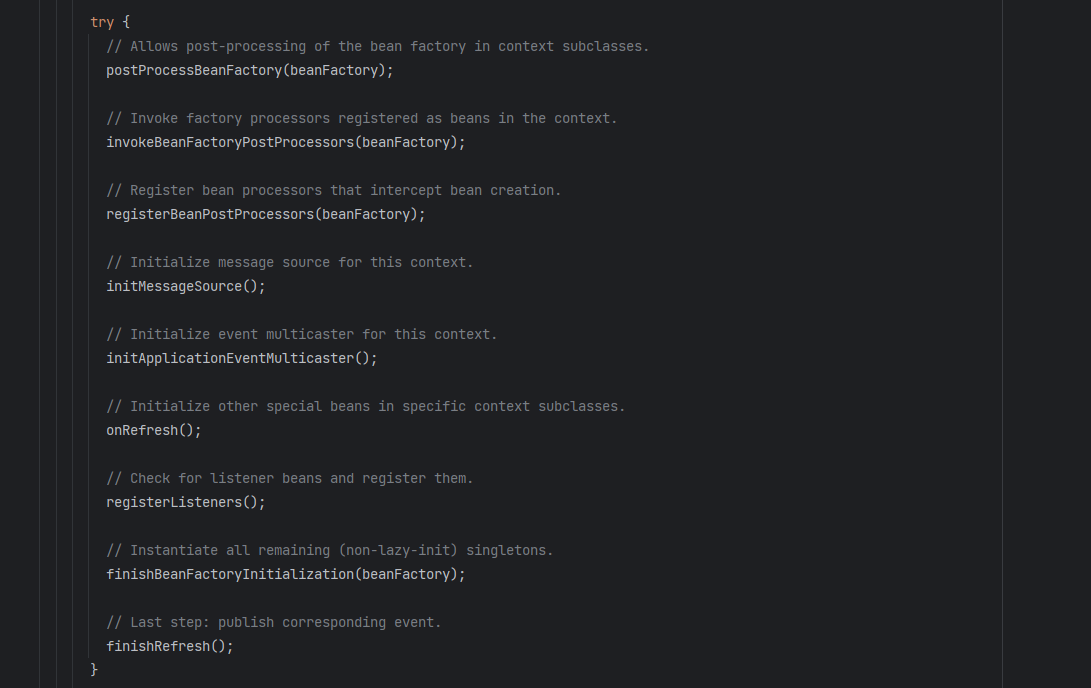 try {
// Allows post-processing of the bean factory in context subclasses.
postProcessBeanFactory(beanFactory);
// Invoke factory processors registered as beans in the context.
invokeBeanFactoryPostProcessors(beanFactory);
// Register bean processors that intercept bean creation.
registerBeanPostProcessors(beanFactory);
// Initialize message source for this context.
initMessageSource();
// Initialize event multicaster for this context.
initApplicationEventMulticaster();
// Initialize other special beans in specific context subclasses.
onRefresh();
// Check for listener beans and register them.
registerListeners();
// Instantiate all remaining (non-lazy-init) singletons.
finishBeanFactoryInitialization(beanFactory);
// Last step: publish corresponding event.
finishRefresh();
}